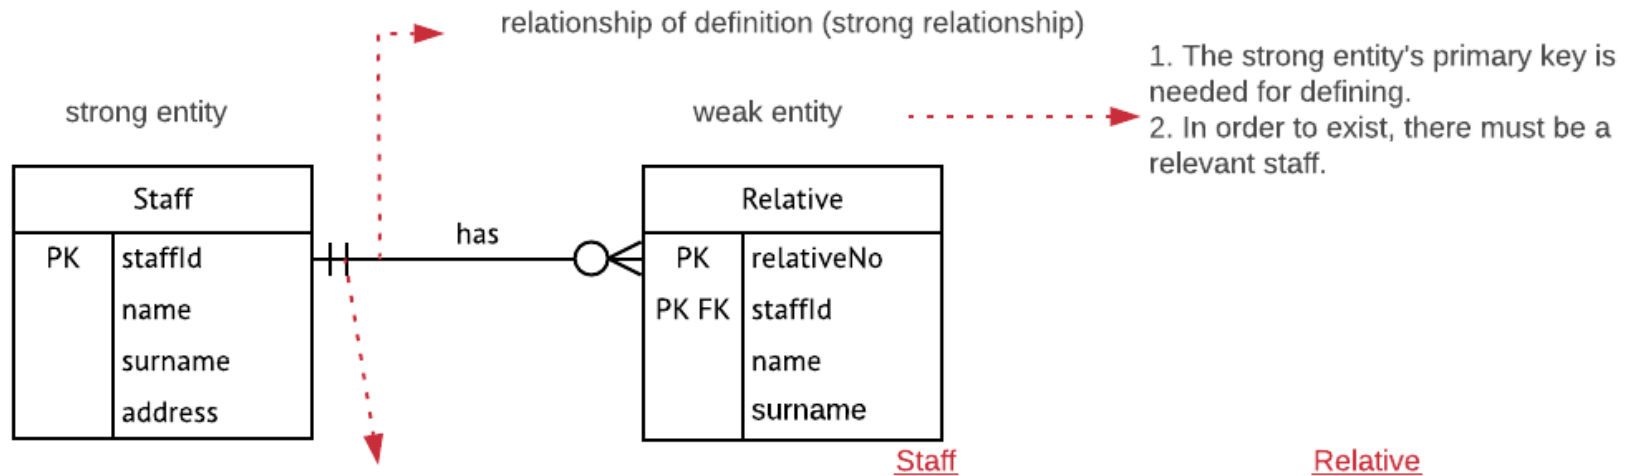 relationship of definition (strong relationship)
1. The strong entity's primary key is
needed for defining.
2. In order to exist, there must be a
relevant staff.
strong entity
weak entity
Staff
PK staffId
name
surname
address
has
Relative
PK relativeNo
PK FK staffId
name
surname
Staff
Relative